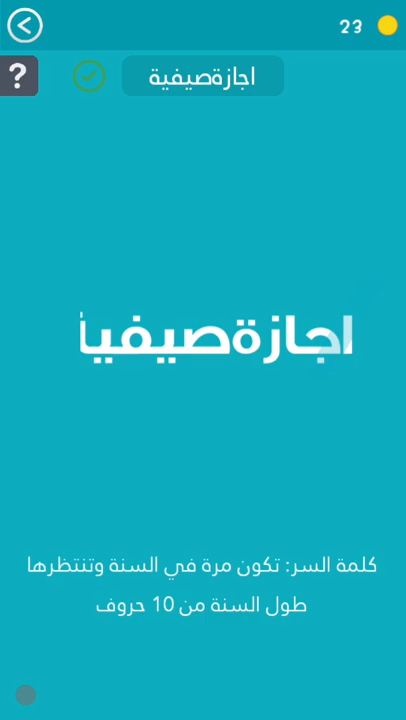 23
?
اجازةصيفية
اجازةصيفيا
كلمة السر: تكون مرة في السنة وتنتظرها
طول السنة من 10 حروف